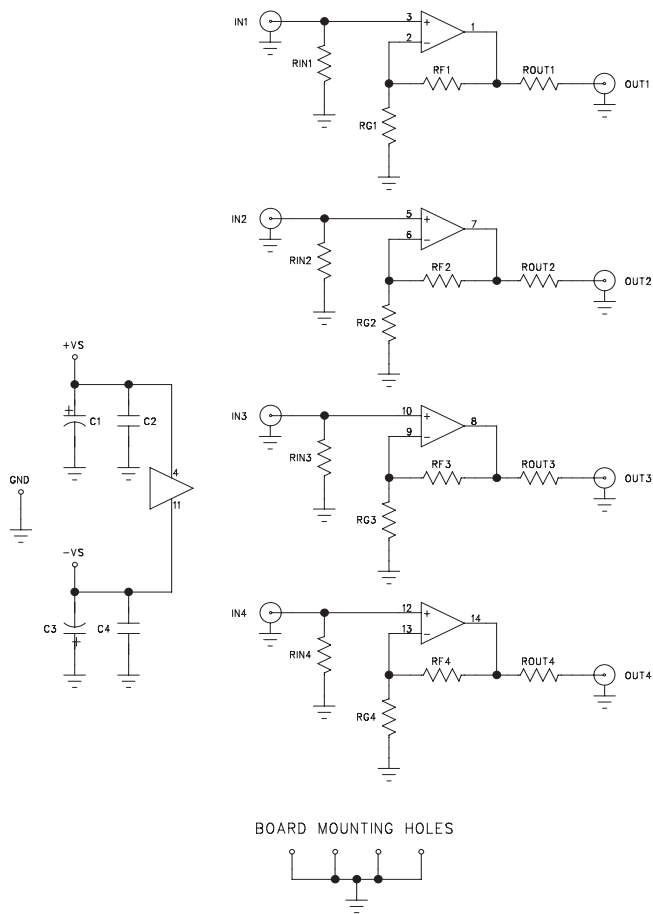 IN1
3
+
1
2
−
RIN1
RF1
ROUT1
OUT1
RG1
IN2
5
+
7
6
−
RIN2
RF2
ROUT2
OUT2
RG2
+VS
+
C1
C2
4
11
GND
−VS
C3
C4
+
IN3
10
+
8
9
−
RIN3
RF3
ROUT3
OUT3
RG3
IN4
12
+
14
13
−
RIN4
RF4
ROUT4
OUT4
RG4
BOARD MOUNTING HOLES